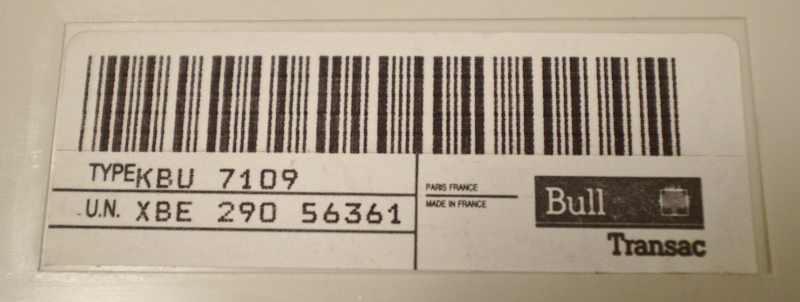 TYPE KBU 7109
U.N. XBE 290 56361
PARIS FRANCE
MADE IN FRANCE
Bull
Transac